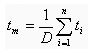 t_m = \frac{1}{D} \sum_{i=1}^{n} t_i